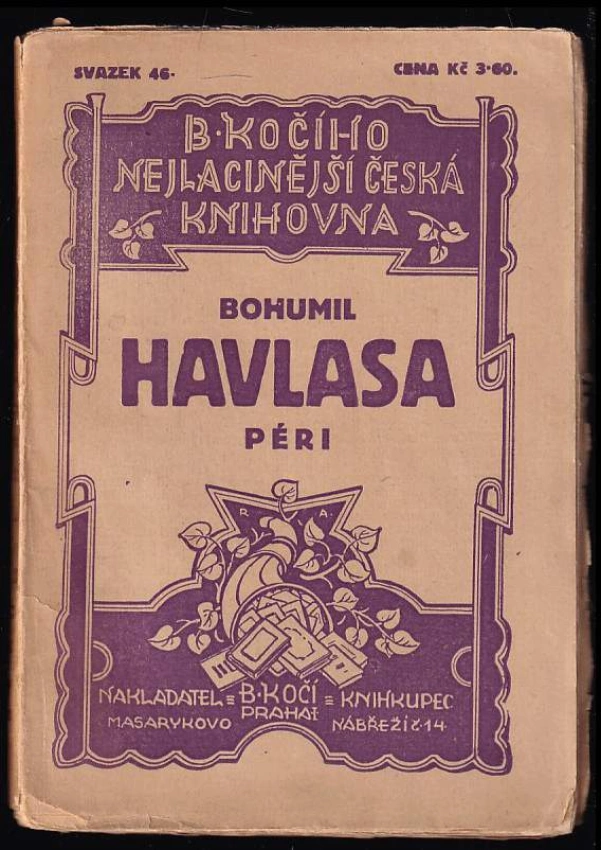 SVAZEK 46.
CENA Kč 3·60.
B·KOČÍHO
NEJLACINĚJŠÍ ČESKÁ
KNIHOVNA
BOHUMIL
HAVLASA
PÉRI
R A.
NAKLADATEL = B·KOČÍ = KNIHKUPEC
PRAHA I
MASARYKOVO NÁBŘEŽÍ č·14